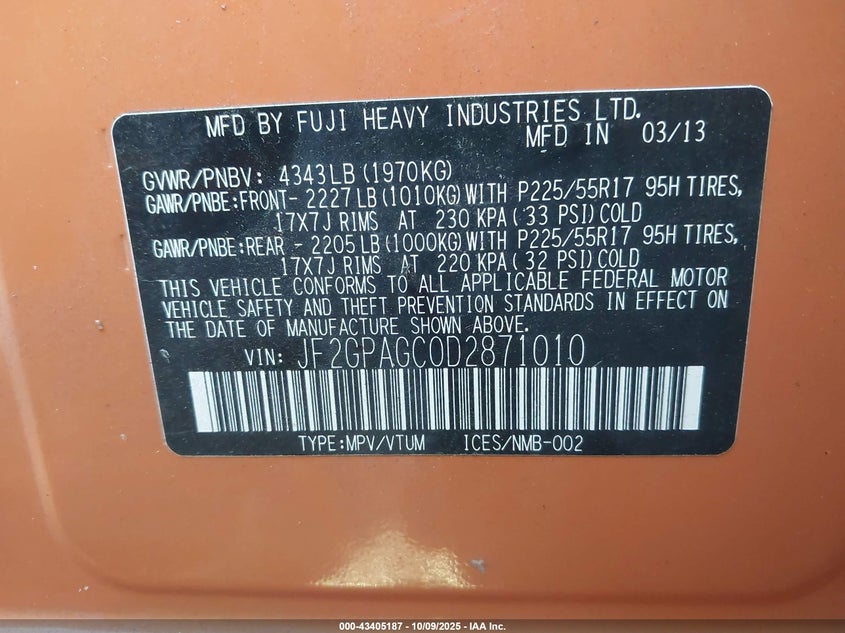 MFD BY FUJI HEAVY INDUSTRIES LTD.
MFD IN 03/13
GVWR/PNBV: 4343LB(1970KG)
GAWR/PNBE:FRONT- 2227LB(1010KG)WITH P225/55R17 95H TIRES,
17X7J RIMS AT 230 KPA(33 PSI)COLD
GAWR/PNBE:REAR - 2205LB(1000KG)WITH P225/55R17 95H TIRES,
17X7J RIMS AT 220 KPA(32 PSI)COLD
THIS VEHICLE CONFORMS TO ALL APPLICABLE FEDERAL MOTOR
VEHICLE SAFETY AND THEFT PREVENTION STANDARDS IN EFFECT ON
THE DATE OF MANUFACTURE SHOWN ABOVE.
VIN: JF2GPAGC0D2871010
TYPE:MPV/VTUM ICES/NMB-002
000-43405187 - 10/09/2025 - IAA Inc.